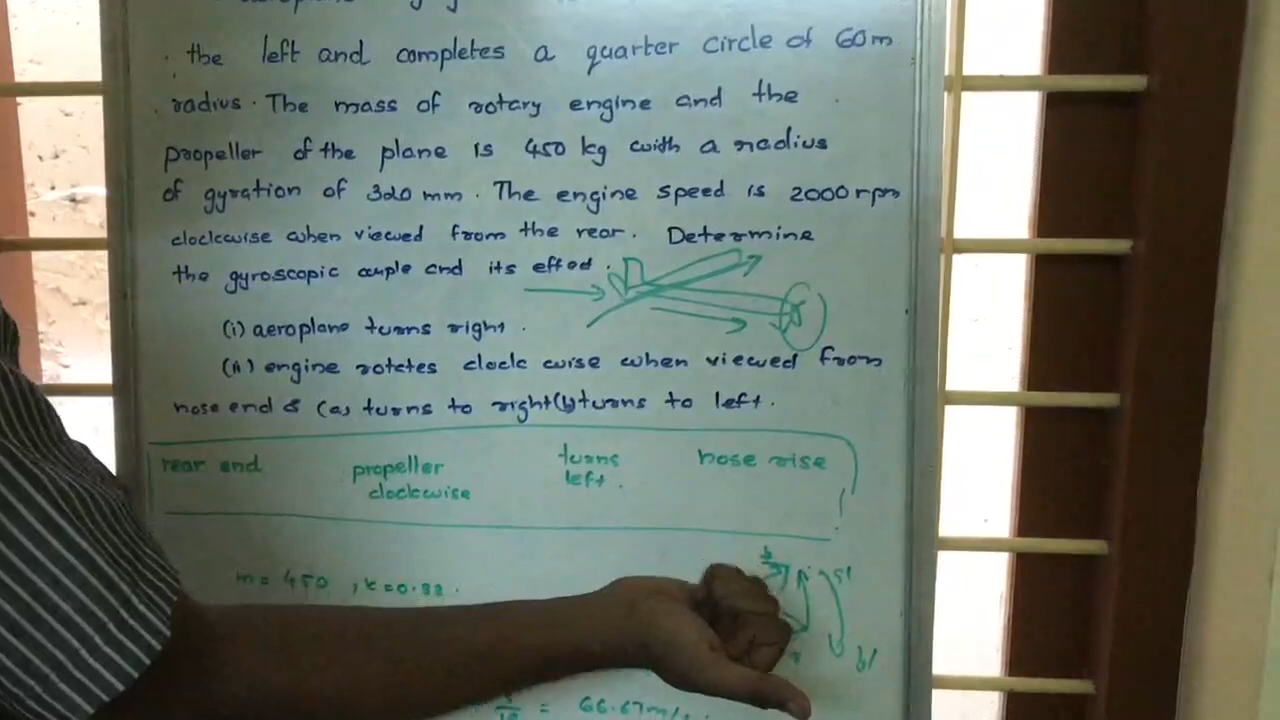 the left and completes a quarter circle of 60m
radius. The mass of rotary engine and the
propeller of the plane is 450 kg with a radius
of gyration of 320 mm. The engine speed is 2000 rpm
clockwise when viewed from the rear. Determine
the gyroscopic couple and its effect.
(i) aeroplane turns right.
(ii) engine rotates clock wise when viewed from
nose end & (a) turns to right (b) turns to left.
rear end propeller clockwise turns left. nose rise
m = 450, k = 0.32.
= 66.67m/